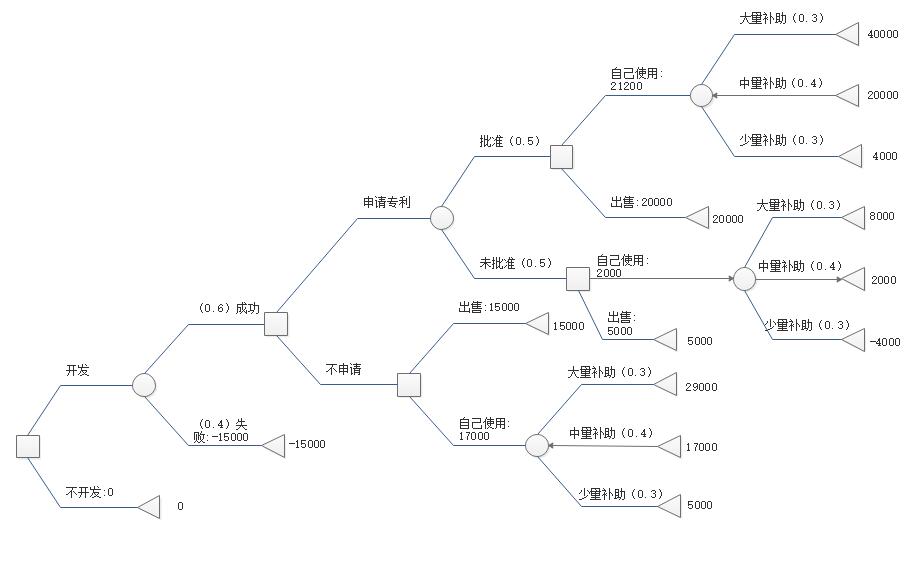 大量补助（0.3）
40000
自己使用:
21200
中量补助（0.4）
20000
批准（0.5）
少量补助（0.3）
4000
申请专利
出售:20000
20000
大量补助（0.3）
8000
未批准（0.5）
自己使用:
2000
中量补助（0.4）
2000
（0.6）成功
出售:15000
15000
出售:
5000
5000
少量补助（0.3）
-4000
开发
不申请
大量补助（0.3）
29000
（0.4）失
败:-15000
-15000
自己使用:
17000
中量补助（0.4）
17000
不开发:0
0
少量补助（0.3）
5000